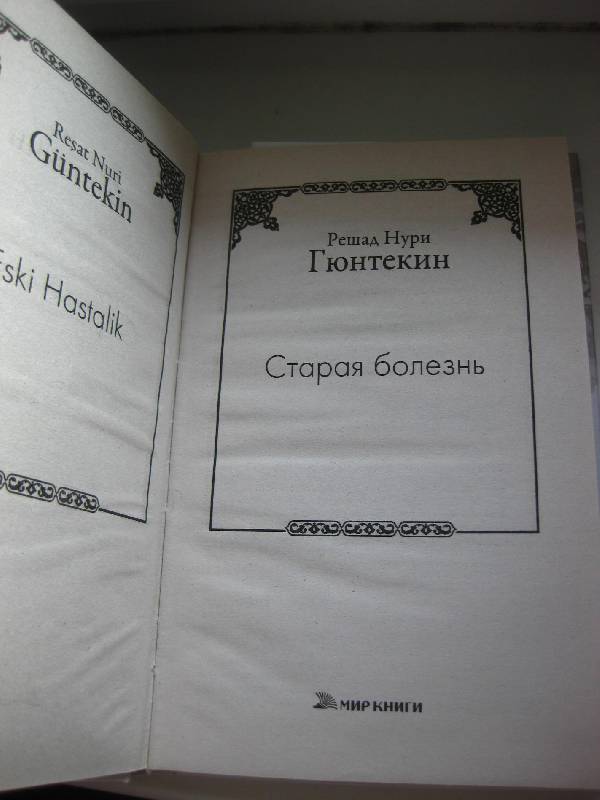 Reşat Nuri
Güntekin
Eski Hastalik
Решад Нури
Гюнтекин
Старая болезнь
МИР КНИГИ